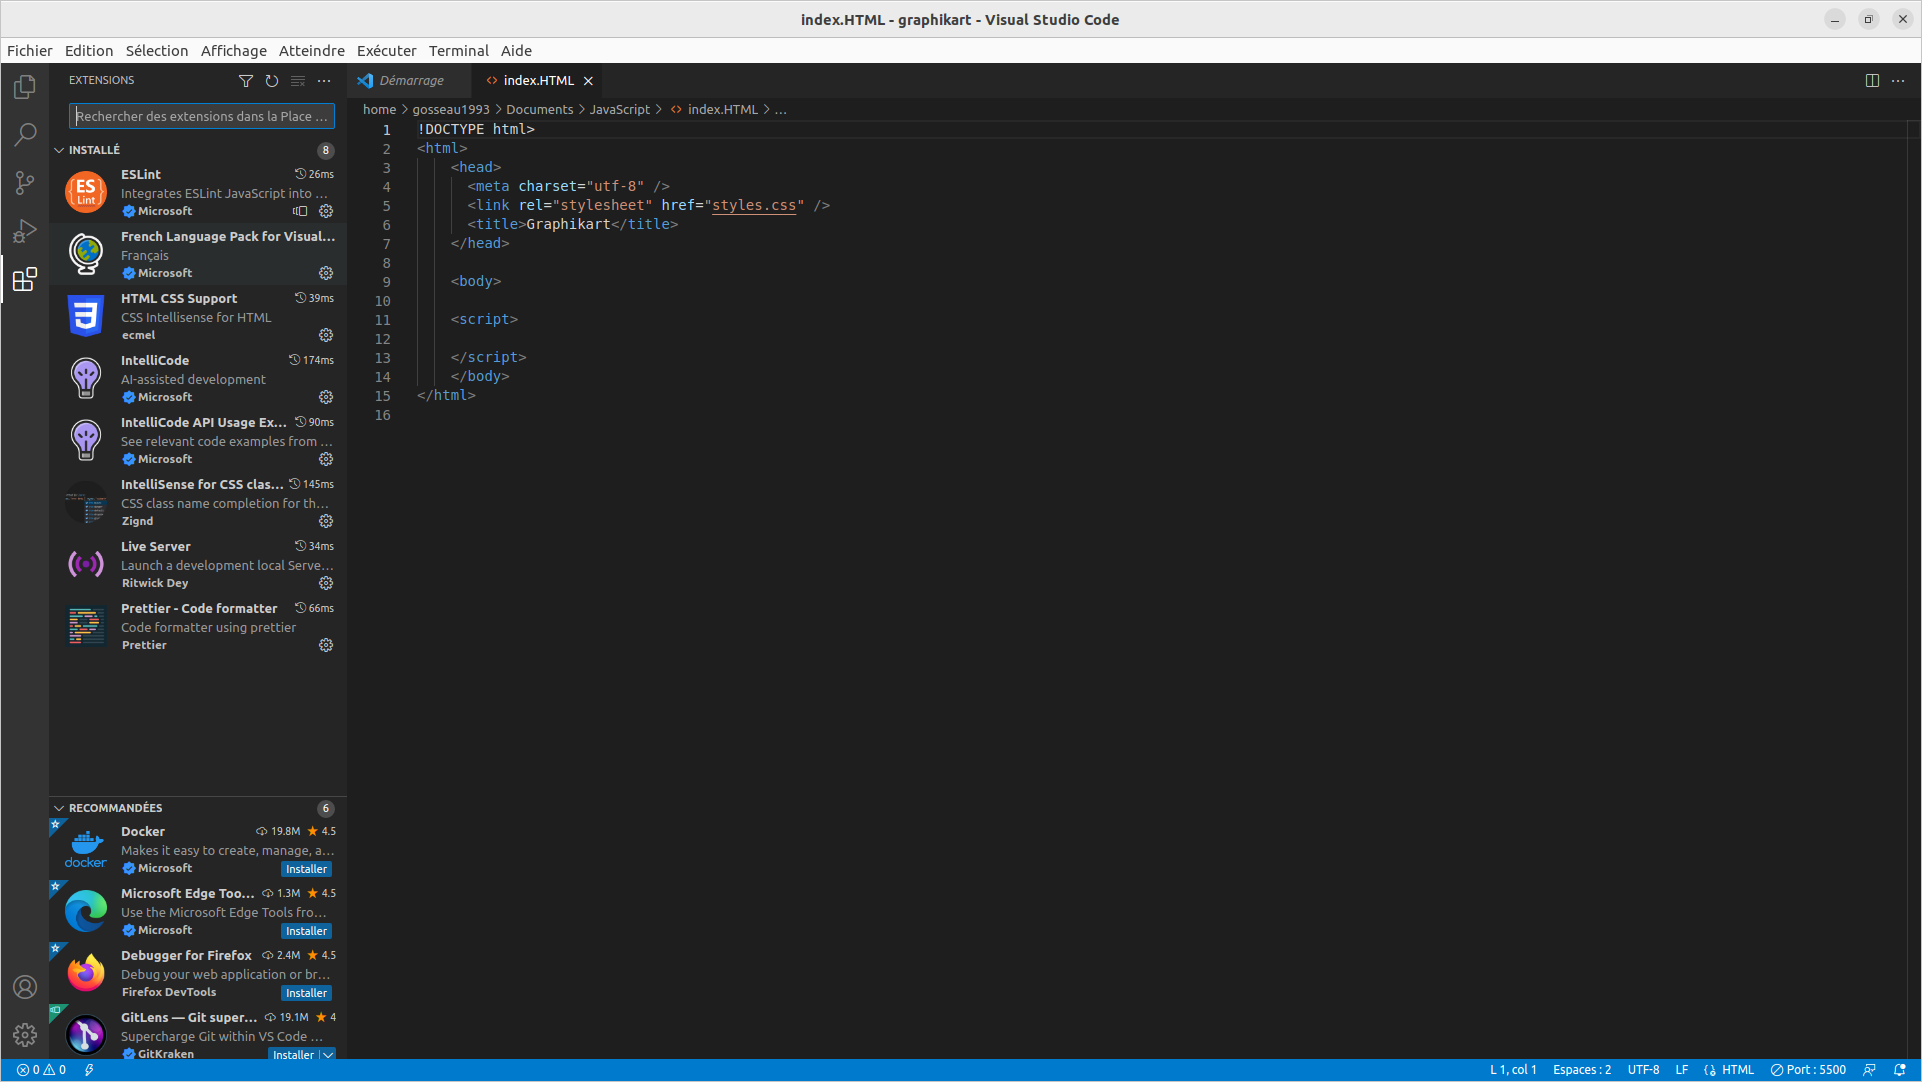 index.HTML - graphikart - Visual Studio Code
Fichier Edition Sélection Affichage Atteindre Exécuter Terminal Aide
EXTENSIONS
Rechercher des extensions dans la Place ...
INSTALLÉ 8
ESLint 26ms
Integrates ESLint JavaScript into ...
Microsoft
French Language Pack for Visual...
Français
Microsoft
HTML CSS Support 39ms
CSS Intellisense for HTML
ecmel
IntelliCode 174ms
AI-assisted development
Microsoft
IntelliCode API Usage Ex... 90ms
See relevant code examples from ...
Microsoft
IntelliSense for CSS clas... 145ms
CSS class name completion for th...
Zignd
Live Server 34ms
Launch a development local Serve...
Ritwick Dey
Prettier - Code formatter 66ms
Code formatter using prettier
Prettier
RECOMMANDÉES 6
Docker 19.8M ★ 4.5
Makes it easy to create, manage, a...
Microsoft Installer
docker
Microsoft Edge Too... 1.3M ★ 4.5
Use the Microsoft Edge Tools fro...
Microsoft Installer
Debugger for Firefox 2.4M ★ 4.5
Debug your web application or br...
Firefox DevTools Installer
GitLens — Git super... 19.1M ★ 4
Supercharge Git within VS Code ...
GitKraken Installer
Démarrage index.HTML
home > gosseau1993 > Documents > JavaScript > <> index.HTML > ...
1 !DOCTYPE html>
2 <html>
3 <head>
4 <meta charset="utf-8" />
5 <link rel="stylesheet" href="styles.css" />
6 <title>Graphikart</title>
7 </head>
8
9 <body>
10
11 <script>
12
13 </script>
14 </body>
15 </html>
16
0 0 L 1, col 1 Espaces : 2 UTF-8 LF HTML Port : 5500